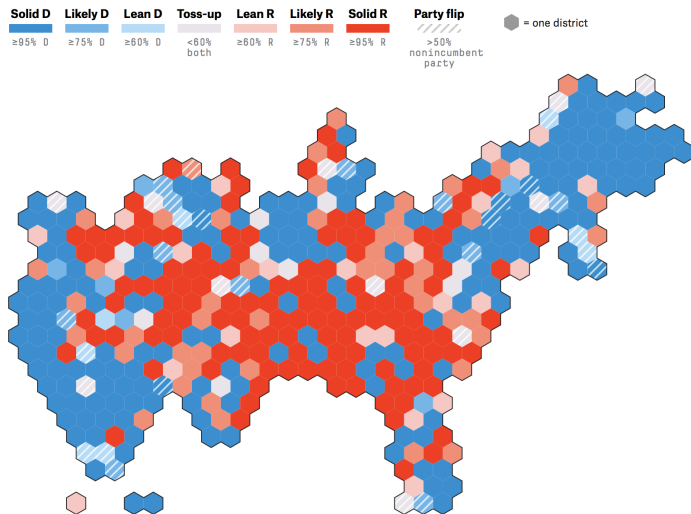 Solid D Likely D Lean D Toss-up Lean R Likely R Solid R Party flip
≥95% D ≥75% D ≥60% D <60% both ≥60% R ≥75% R ≥95% R >50% nonincumbent party
= one district